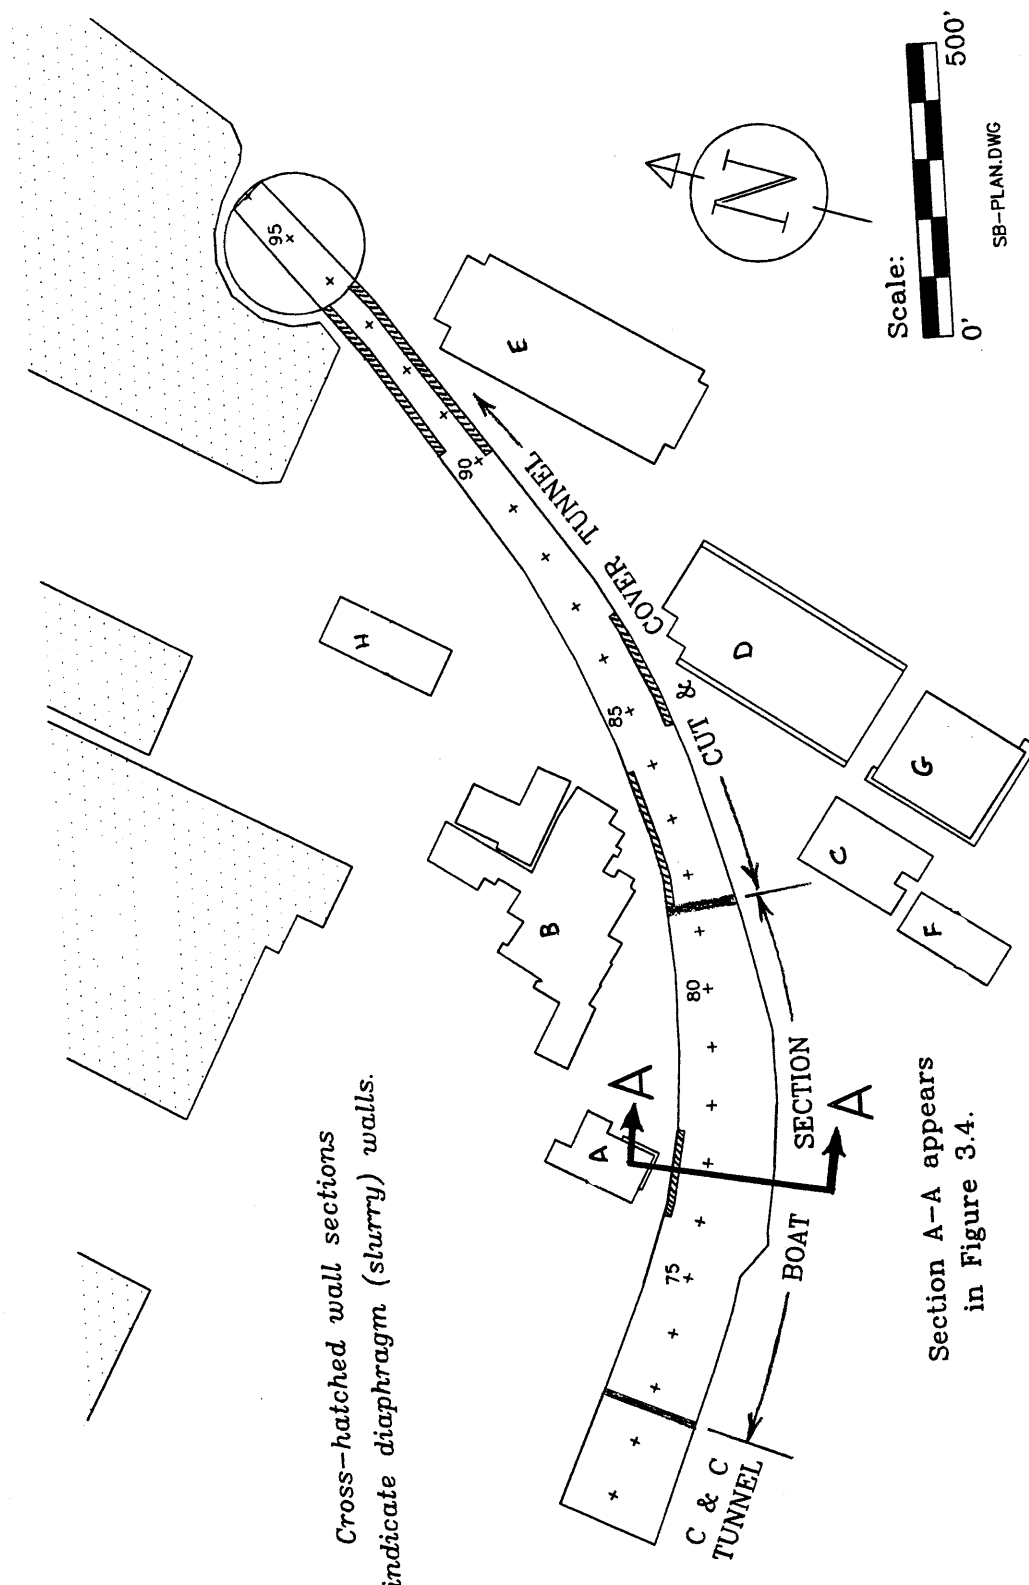 Cross-hatched wall sections
indicate diaphragm (slurry) walls.
C & C
TUNNEL
BOAT SECTION
CUT & COVER TUNNEL
75
80
85
90
95
A
B
C
D
E
F
G
H
A
A
Section A-A appears
in Figure 3.4.
N
Scale:
0'
500'
SB-PLAN.DWG